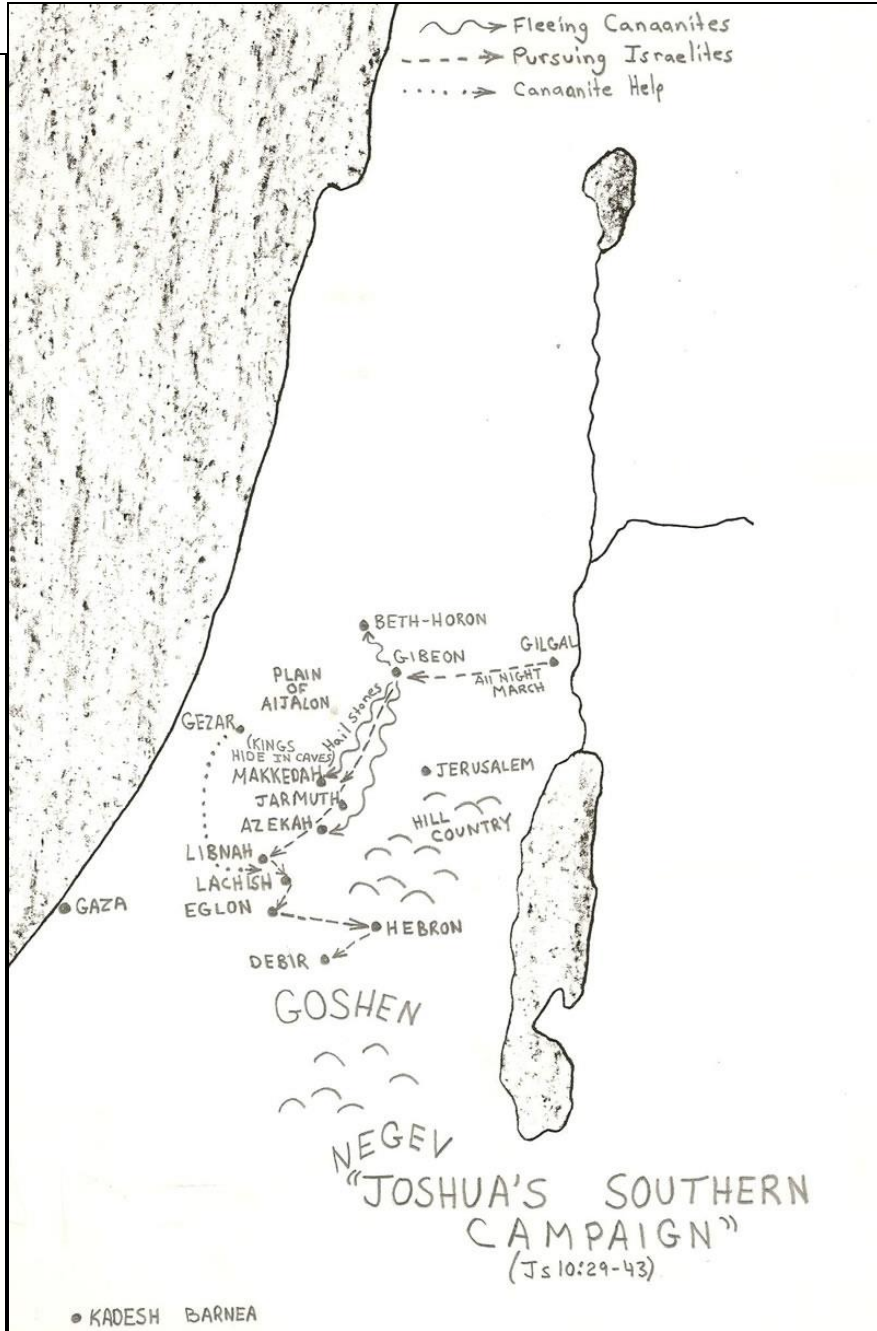 Fleeing Canaanites
Pursuing Israelites
Canaanite Help
BETH-HORON
GILGAL
GIBEON
All NIGHT
MARCH
PLAIN
OF
AIJALON
Hail Stones
GEZAR
(KINGS
HIDE IN CAVES)
MAKKEDAH
JERUSALEM
JARMUTH
AZEKAH
HILL
COUNTRY
LIBNAH
LACHISH
EGLON
GAZA
HEBRON
DEBIR
GOSHEN
NEGEV
"JOSHUA'S SOUTHERN
CAMPAIGN"
(Js 10:29-43)
KADESH BARNEA